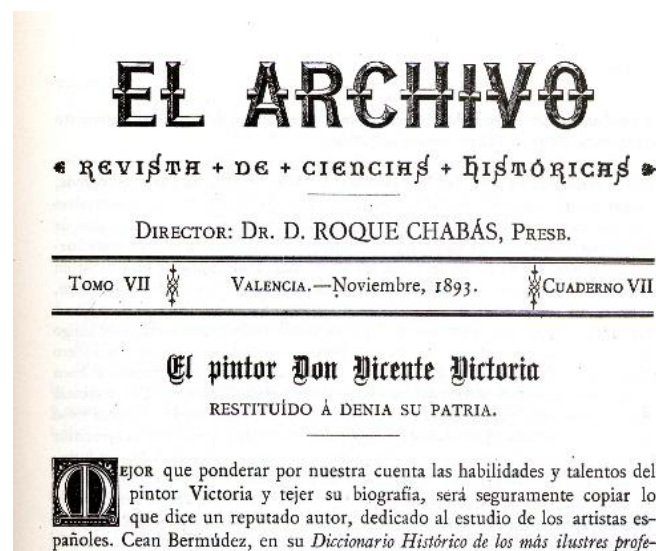 EL ARCHIVO
REVISTA + DE + CIENCIAS + HISTÓRICAS
DIRECTOR: DR. D. ROQUE CHABÁS, PRESB.
TOMO VII VALENCIA.—Noviembre, 1893. CUADERNO VII
El pintor Don Vicente Victoria
RESTITUÍDO Á DENIA SU PATRIA.
MEJOR que ponderar por nuestra cuenta las habilidades y talentos del
pintor Victoria y tejer su biografia, será seguramente copiar lo
que dice un reputado autor, dedicado al estudio de los artistas es-
pañoles. Cean Bermúdez, en su Diccionario Histórico de los más ilustres profe-